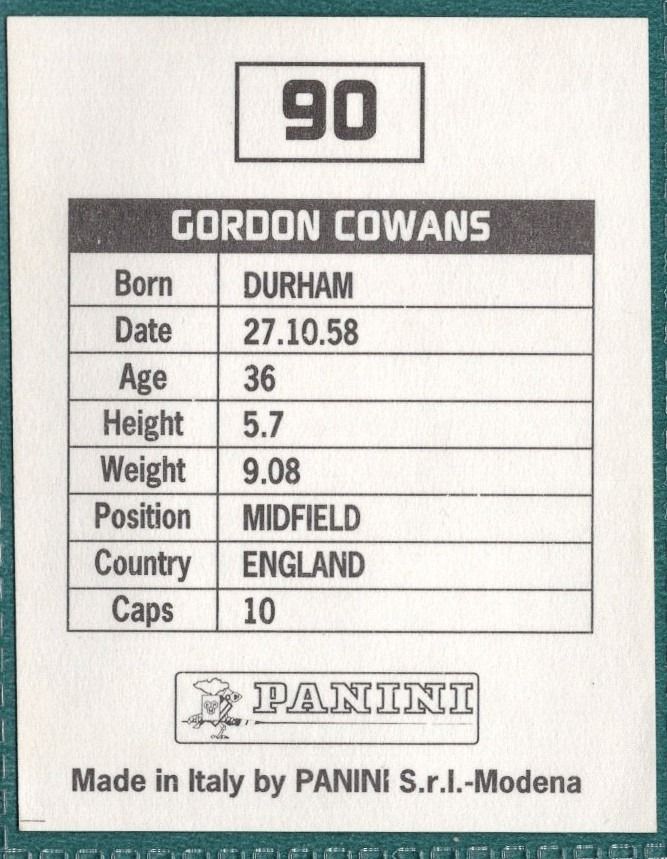 90
GORDON COWANS
Born DURHAM
Date 27.10.58
Age 36
Height 5.7
Weight 9.08
Position MIDFIELD
Country ENGLAND
Caps 10
PANINI
Made in Italy by PANINI S.r.l.-Modena